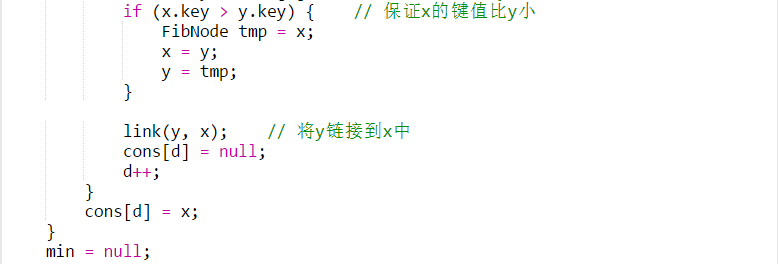 if (x.key > y.key) {    // 保证x的键值比y小
FibNode tmp = x;
x = y;
y = tmp;
}
link(y, x);    // 将y链接到x中
cons[d] = null;
d++;
}
cons[d] = x;
}
min = null;